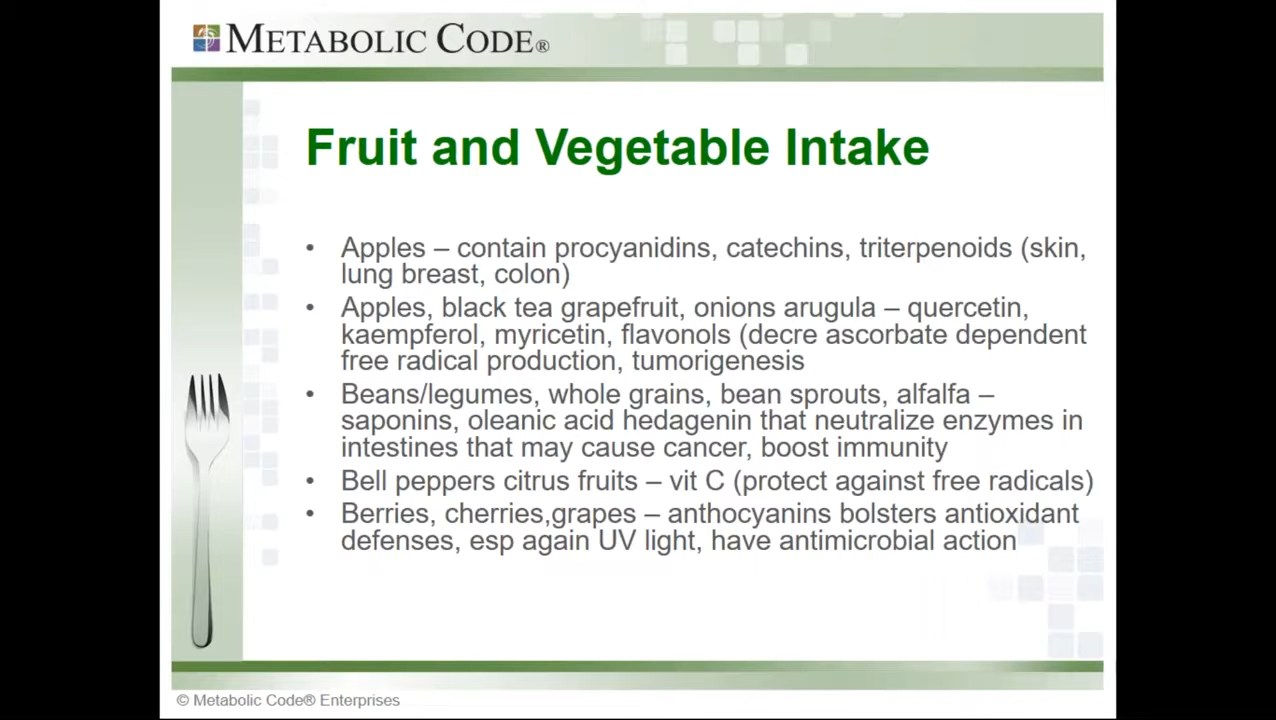 METABOLIC CODE®
Fruit and Vegetable Intake
• Apples – contain procyanidins, catechins, triterpenoids (skin,
lung breast, colon)
• Apples, black tea grapefruit, onions arugula – quercetin,
kaempferol, myricetin, flavonols (decre ascorbate dependent
free radical production, tumorigenesis
• Beans/legumes, whole grains, bean sprouts, alfalfa –
saponins, oleanic acid hedagenin that neutralize enzymes in
intestines that may cause cancer, boost immunity
• Bell peppers citrus fruits – vit C (protect against free radicals)
• Berries, cherries,grapes – anthocyanins bolsters antioxidant
defenses, esp again UV light, have antimicrobial action
© Metabolic Code® Enterprises